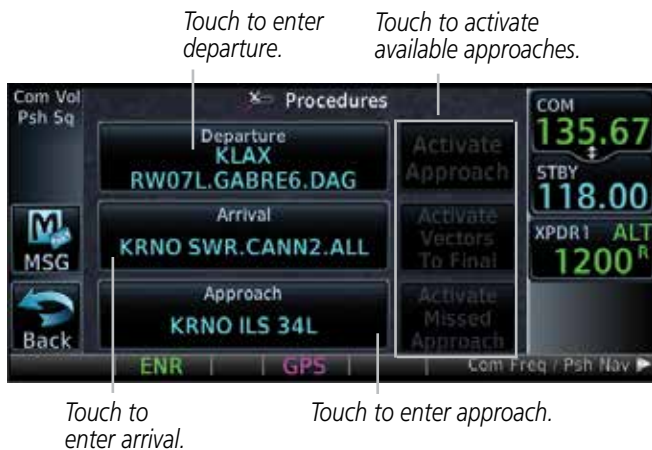 Touch to enter
departure.
Touch to activate
available approaches.
Com Vol
Psh Sq
Procedures
Departure
KLAX
RW07L.GABRE6.DAG
Activate
Approach
COM
135.67
STBY
118.00
MSG
Arrival
KRNO SWR.CANN2.ALL
Activate
Vectors
To Final
XPDR1 ALT
1200 R
Back
Approach
KRNO ILS 34L
Activate
Missed
Approach
ENR
GPS
Com Freq / Psh Nav
Touch to
enter arrival.
Touch to enter approach.